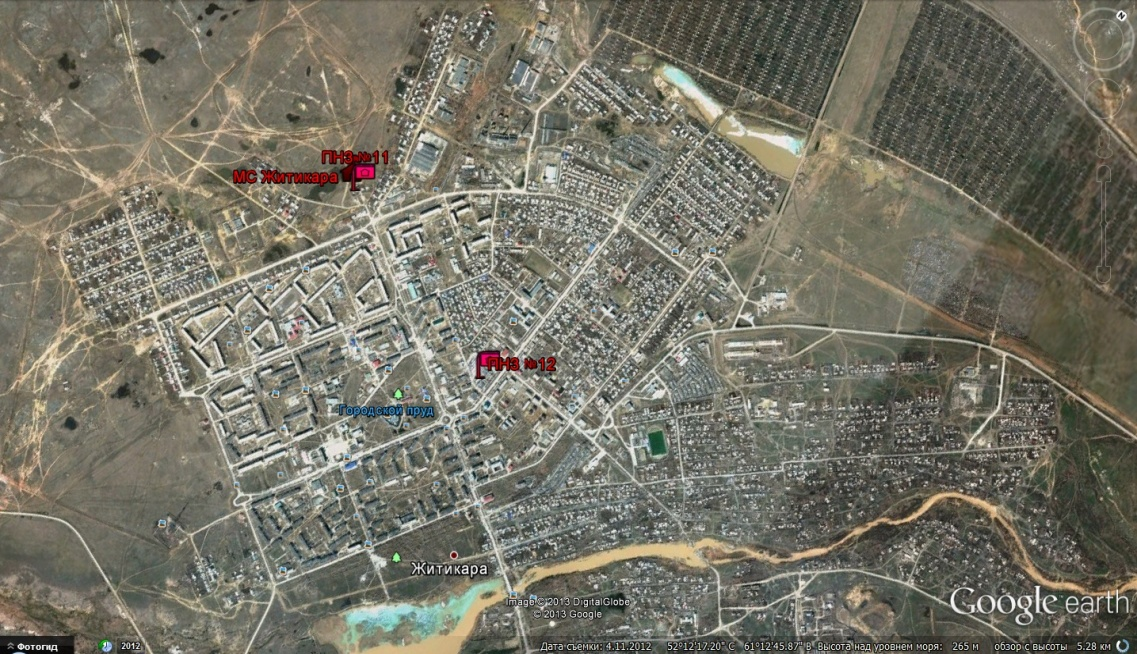 N
ПНЗ №11
МС Житикара
ПНЗ №12
Городской пруд
Житикара
Image © 2013 DigitalGlobe
© 2013 Google
Google earth
Фотогид
2012
Дата съемки: 4.11.2012 52°12'17.20" С 61°12'45.87" В Высота над уровнем моря: 265 м обзор с высоты 5.28 км